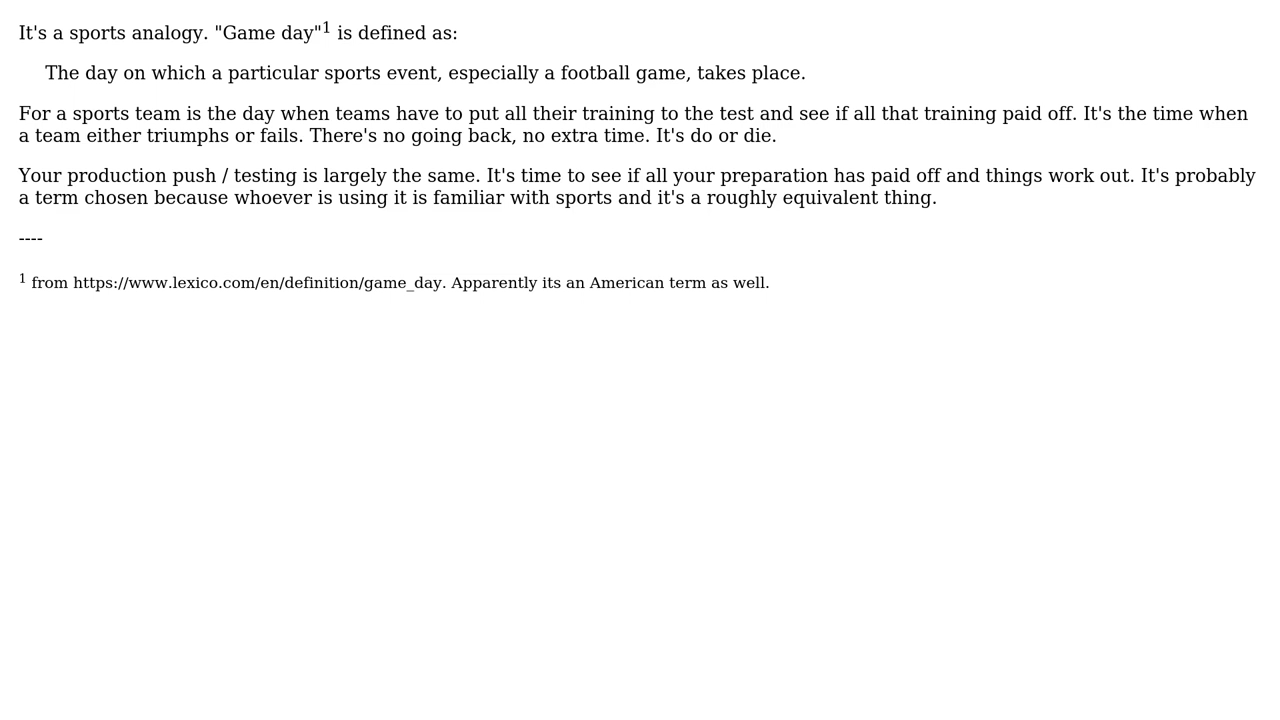 It's a sports analogy. "Game day"1 is defined as:
The day on which a particular sports event, especially a football game, takes place.
For a sports team is the day when teams have to put all their training to the test and see if all that training paid off. It's the time when
a team either triumphs or fails. There's no going back, no extra time. It's do or die.
Your production push / testing is largely the same. It's time to see if all your preparation has paid off and things work out. It's probably
a term chosen because whoever is using it is familiar with sports and it's a roughly equivalent thing.
----
1 from https://www.lexico.com/en/definition/game_day. Apparently its an American term as well.